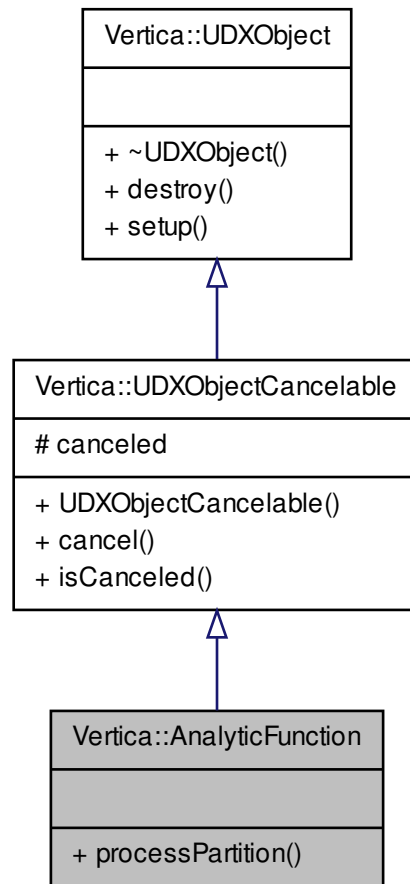 Vertica::UDXObject
+ ~UDXObject()
+ destroy()
+ setup()
Vertica::UDXObjectCancelable
# canceled
+ UDXObjectCancelable()
+ cancel()
+ isCanceled()
Vertica::AnalyticFunction
+ processPartition()